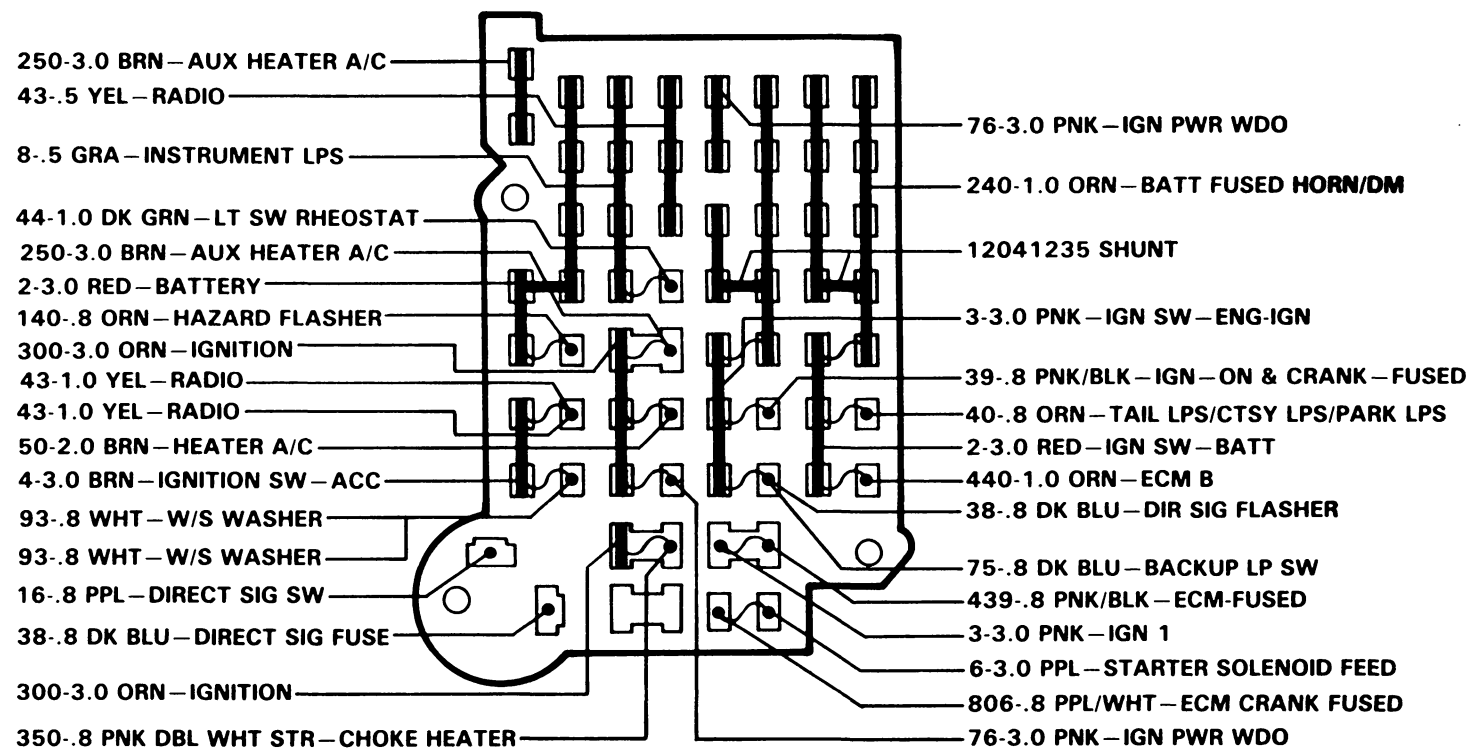 250-3.0 BRN—AUX HEATER A/C
43-.5 YEL—RADIO
8-.5 GRA—INSTRUMENT LPS
44-1.0 DK GRN—LT SW RHEOSTAT
250-3.0 BRN—AUX HEATER A/C
2-3.0 RED—BATTERY
140-.8 ORN—HAZARD FLASHER
300-3.0 ORN—IGNITION
43-1.0 YEL—RADIO
43-1.0 YEL—RADIO
50-2.0 BRN—HEATER A/C
4-3.0 BRN—IGNITION SW—ACC
93-.8 WHT—W/S WASHER
93-.8 WHT—W/S WASHER
16-.8 PPL—DIRECT SIG SW
38-.8 DK BLU—DIRECT SIG FUSE
300-3.0 ORN—IGNITION
350-.8 PNK DBL WHT STR—CHOKE HEATER
76-3.0 PNK—IGN PWR WDO
240-1.0 ORN—BATT FUSED HORN/DM
12041235 SHUNT
3-3.0 PNK—IGN SW—ENG-IGN
39-.8 PNK/BLK—IGN—ON & CRANK—FUSED
40-.8 ORN—TAIL LPS/CTSY LPS/PARK LPS
2-3.0 RED—IGN SW—BATT
440-1.0 ORN—ECM B
38-.8 DK BLU—DIR SIG FLASHER
75-.8 DK BLU—BACKUP LP SW
439-.8 PNK/BLK—ECM-FUSED
3-3.0 PNK—IGN 1
6-3.0 PPL—STARTER SOLENOID FEED
806-.8 PPL/WHT—ECM CRANK FUSED
76-3.0 PNK—IGN PWR WDO